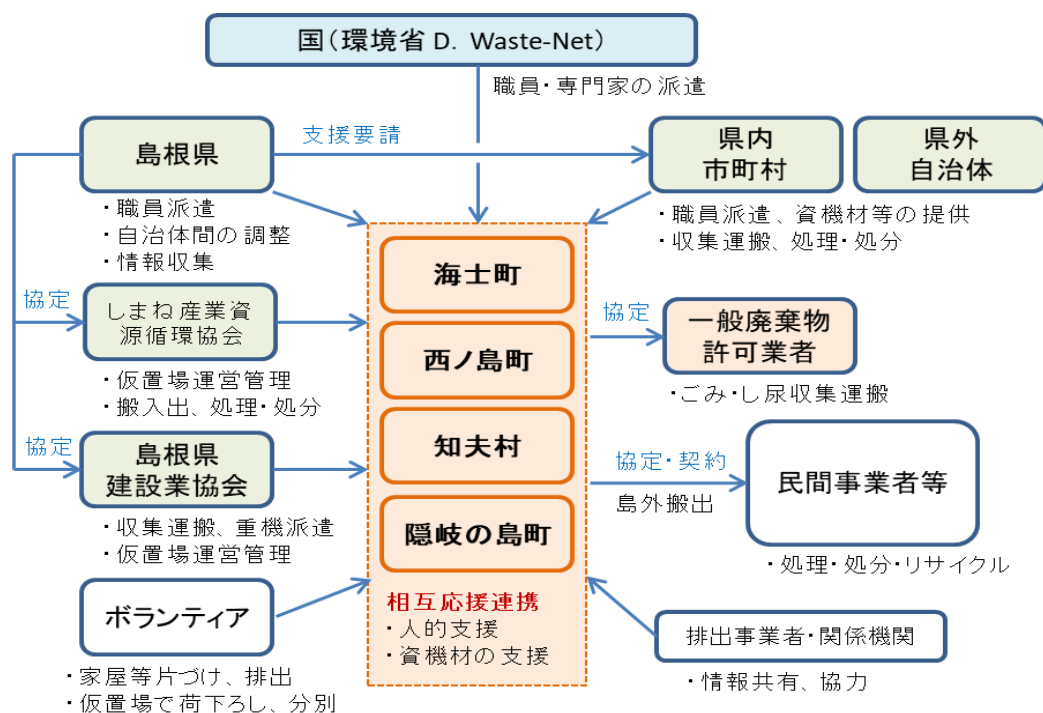 国（環境省 D. Waste-Net）
職員・専門家の派遣
島根県
支援要請
県内
市町村
県外
自治体
・職員派遣
・自治体間の調整
・情報収集
・職員派遣、資機材等の提供
・収集運搬、処理・処分
海士町
西ノ島町
知夫村
隠岐の島町
相互応援連携
・人的支援
・資機材の支援
協定
しまね産業資
源循環協会
・仮置場運営管理
・搬入出、処理・処分
協定
島根県
建設業協会
・収集運搬、重機派遣
・仮置場運営管理
ボランティア
・家屋等片づけ、排出
・仮置場で荷下ろし、分別
協定
一般廃棄物
許可業者
・ごみ・し尿収集運搬
協定・契約
島外搬出
民間事業者等
・処理・処分・リサイクル
排出事業者・関係機関
・情報共有、協力